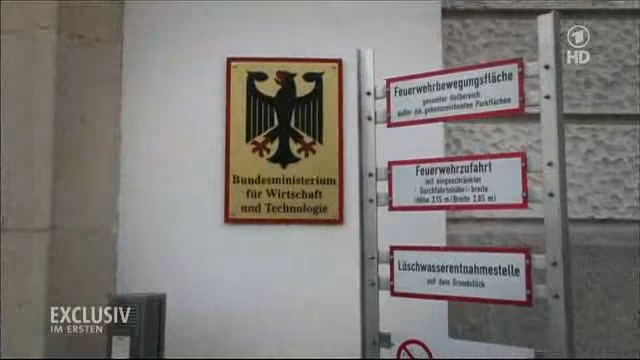 Bundesministerium
für Wirtschaft
und Technologie
Feuerwehrbewegungsfläche
gesamter Hofbereich
außer den gekennzeichneten Parkflächen
Feuerwehrzufahrt
mit eingeschränkter
Durchfahrtshöhe/-breite
(Höhe 3,15 m/Breite 2,85 m)
Löschwasserentnahmestelle
auf dem Grundstück
EXCLUSIV
IM ERSTEN
HD